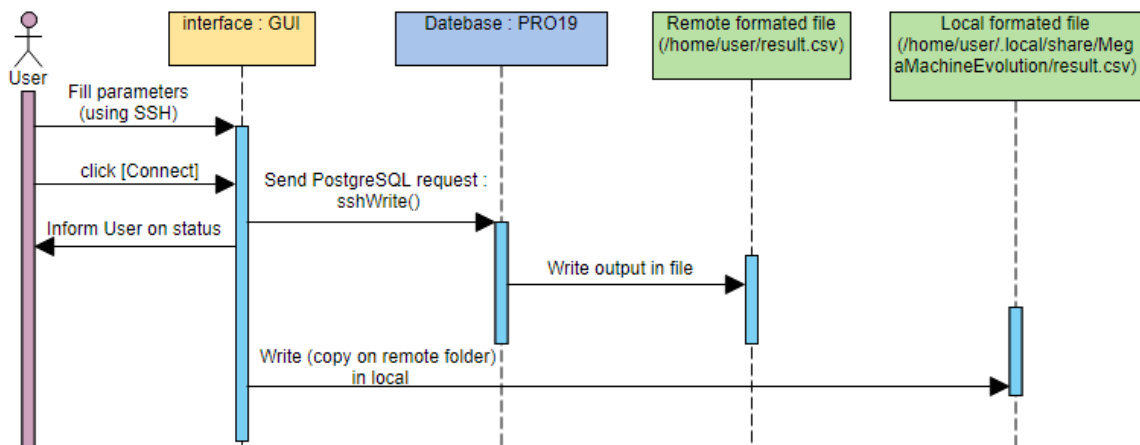 User
interface : GUI
Datebase : PRO19
Remote formated file
(/home/user/result.csv)
Local formated file
(/home/user/.local/share/Meg
aMachineEvolution/result.csv)
Fill parameters
(using SSH)
click [Connect]
Send PostgreSQL request :
sshWrite()
Inform User on status
Write output in file
Write (copy on remote folder)
in local